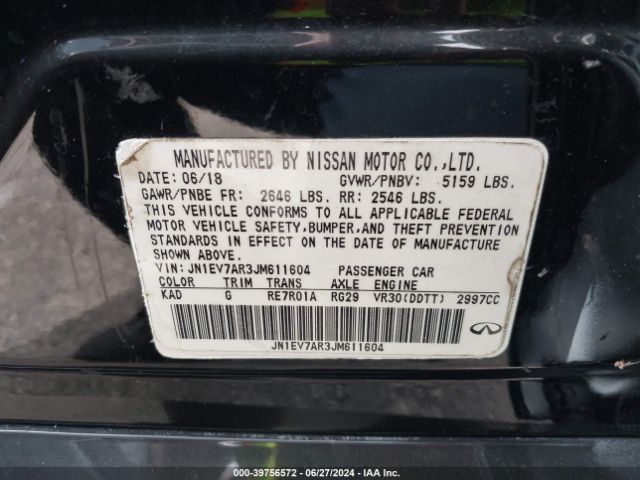 MANUFACTURED BY NISSAN MOTOR CO.,LTD.
DATE: 06/18 GVWR/PNBV: 5159 LBS.
GAWR/PNBE FR: 2646 LBS. RR: 2546 LBS.
THIS VEHICLE CONFORMS TO ALL APPLICABLE FEDERAL
MOTOR VEHICLE SAFETY,BUMPER,AND THEFT PREVENTION
STANDARDS IN EFFECT ON THE DATE OF MANUFACTURE
SHOWN ABOVE.
VIN: JN1EV7AR3JM611604 PASSENGER CAR
COLOR TRIM TRANS AXLE ENGINE
KAD G RE7R01A RG29 VR30(DDTT) 2997CC
JN1EV7AR3JM611604
INFINITI
000-39756572 - 06/27/2024 - IAA Inc.